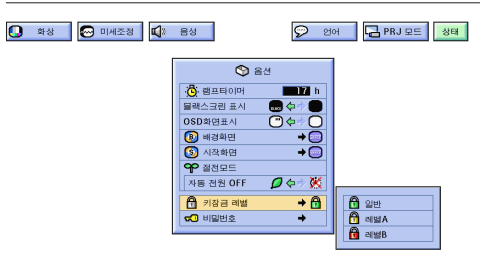 화상 미세조정 음성 언어 PRJ 모드 상태
옵션
램프타이머 17 h
블랙스크린 표시
OSD화면표시
배경화면
시작화면
절전모드
자동 전원 OFF
키잠금 레벨
비밀번호
일반
레벨A
레벨B